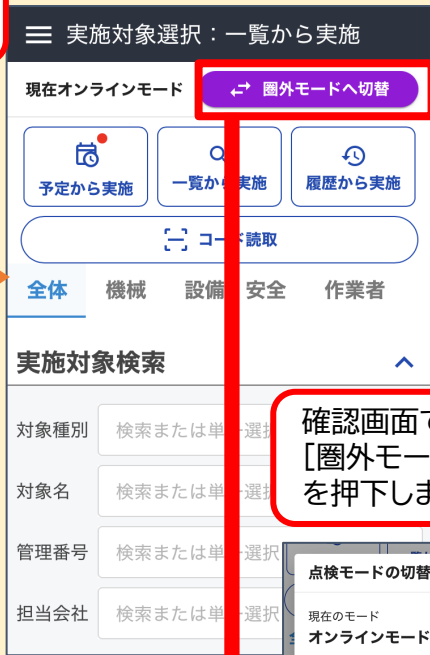 実施対象選択：一覧から実施
現在オンラインモード
圏外モードへ切替
予定から実施
一覧から実施
履歴から実施
コード読取
全体
機械
設備
安全
作業者
実施対象検索
対象種別
検索または単一選択
対象名
検索または単一選択
管理番号
検索または単一選択
担当会社
検索または単一選択
確認画面で
[圏外モー
を押下しま
点検モードの切替
現在のモード
オンラインモード